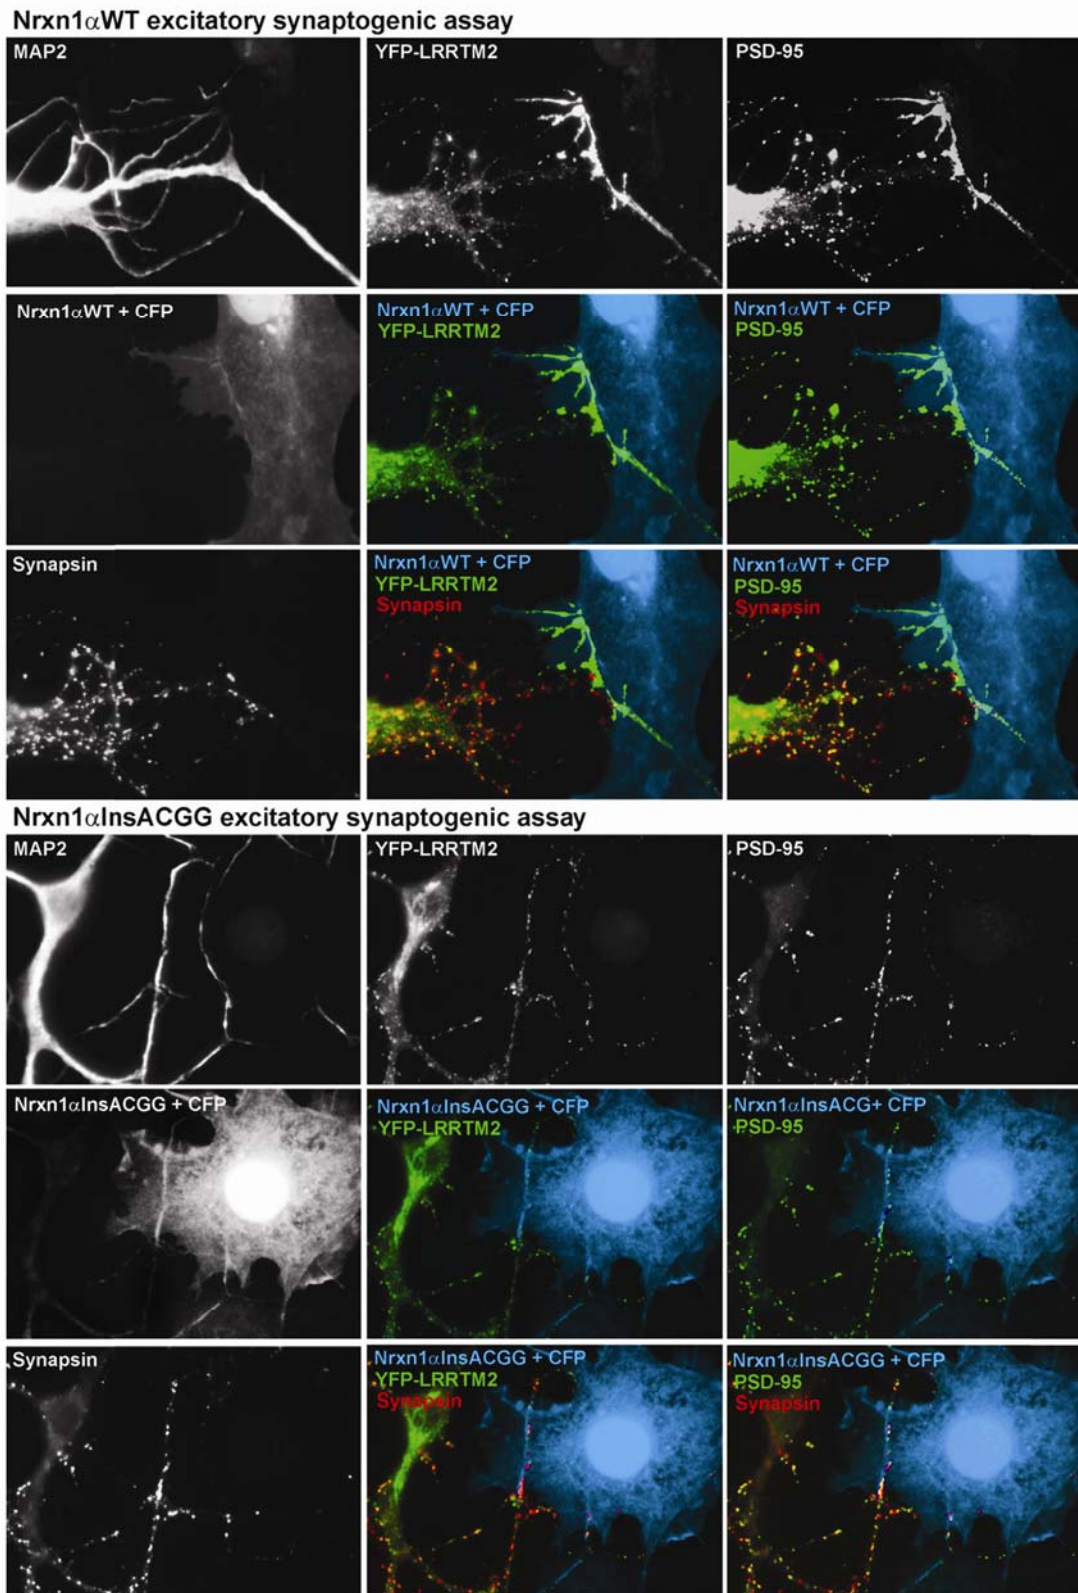 Nrxn1αWT excitatory synaptogenic assay
MAP2
YFP-LRRTM2
PSD-95
Nrxn1αWT + CFP
Nrxn1αWT + CFP
YFP-LRRTM2
Nrxn1αWT + CFP
PSD-95
Synapsin
Nrxn1αWT + CFP
YFP-LRRTM2
Synapsin
Nrxn1αWT + CFP
PSD-95
Synapsin
Nrxn1αInsACGG excitatory synaptogenic assay
MAP2
YFP-LRRTM2
PSD-95
Nrxn1αInsACGG + CFP
Nrxn1αInsACGG + CFP
YFP-LRRTM2
Nrxn1αInsACG+ CFP
PSD-95
Synapsin
Nrxn1αInsACGG + CFP
YFP-LRRTM2
Synapsin
Nrxn1αInsACGG + CFP
PSD-95
Synapsin